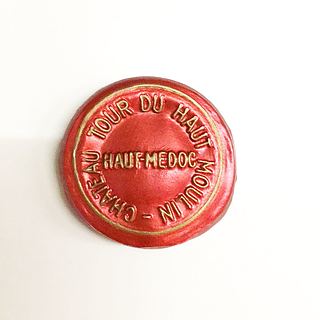 CHATEAU TOUR DU HAUT MOULIN -
HAUT-MEDOC